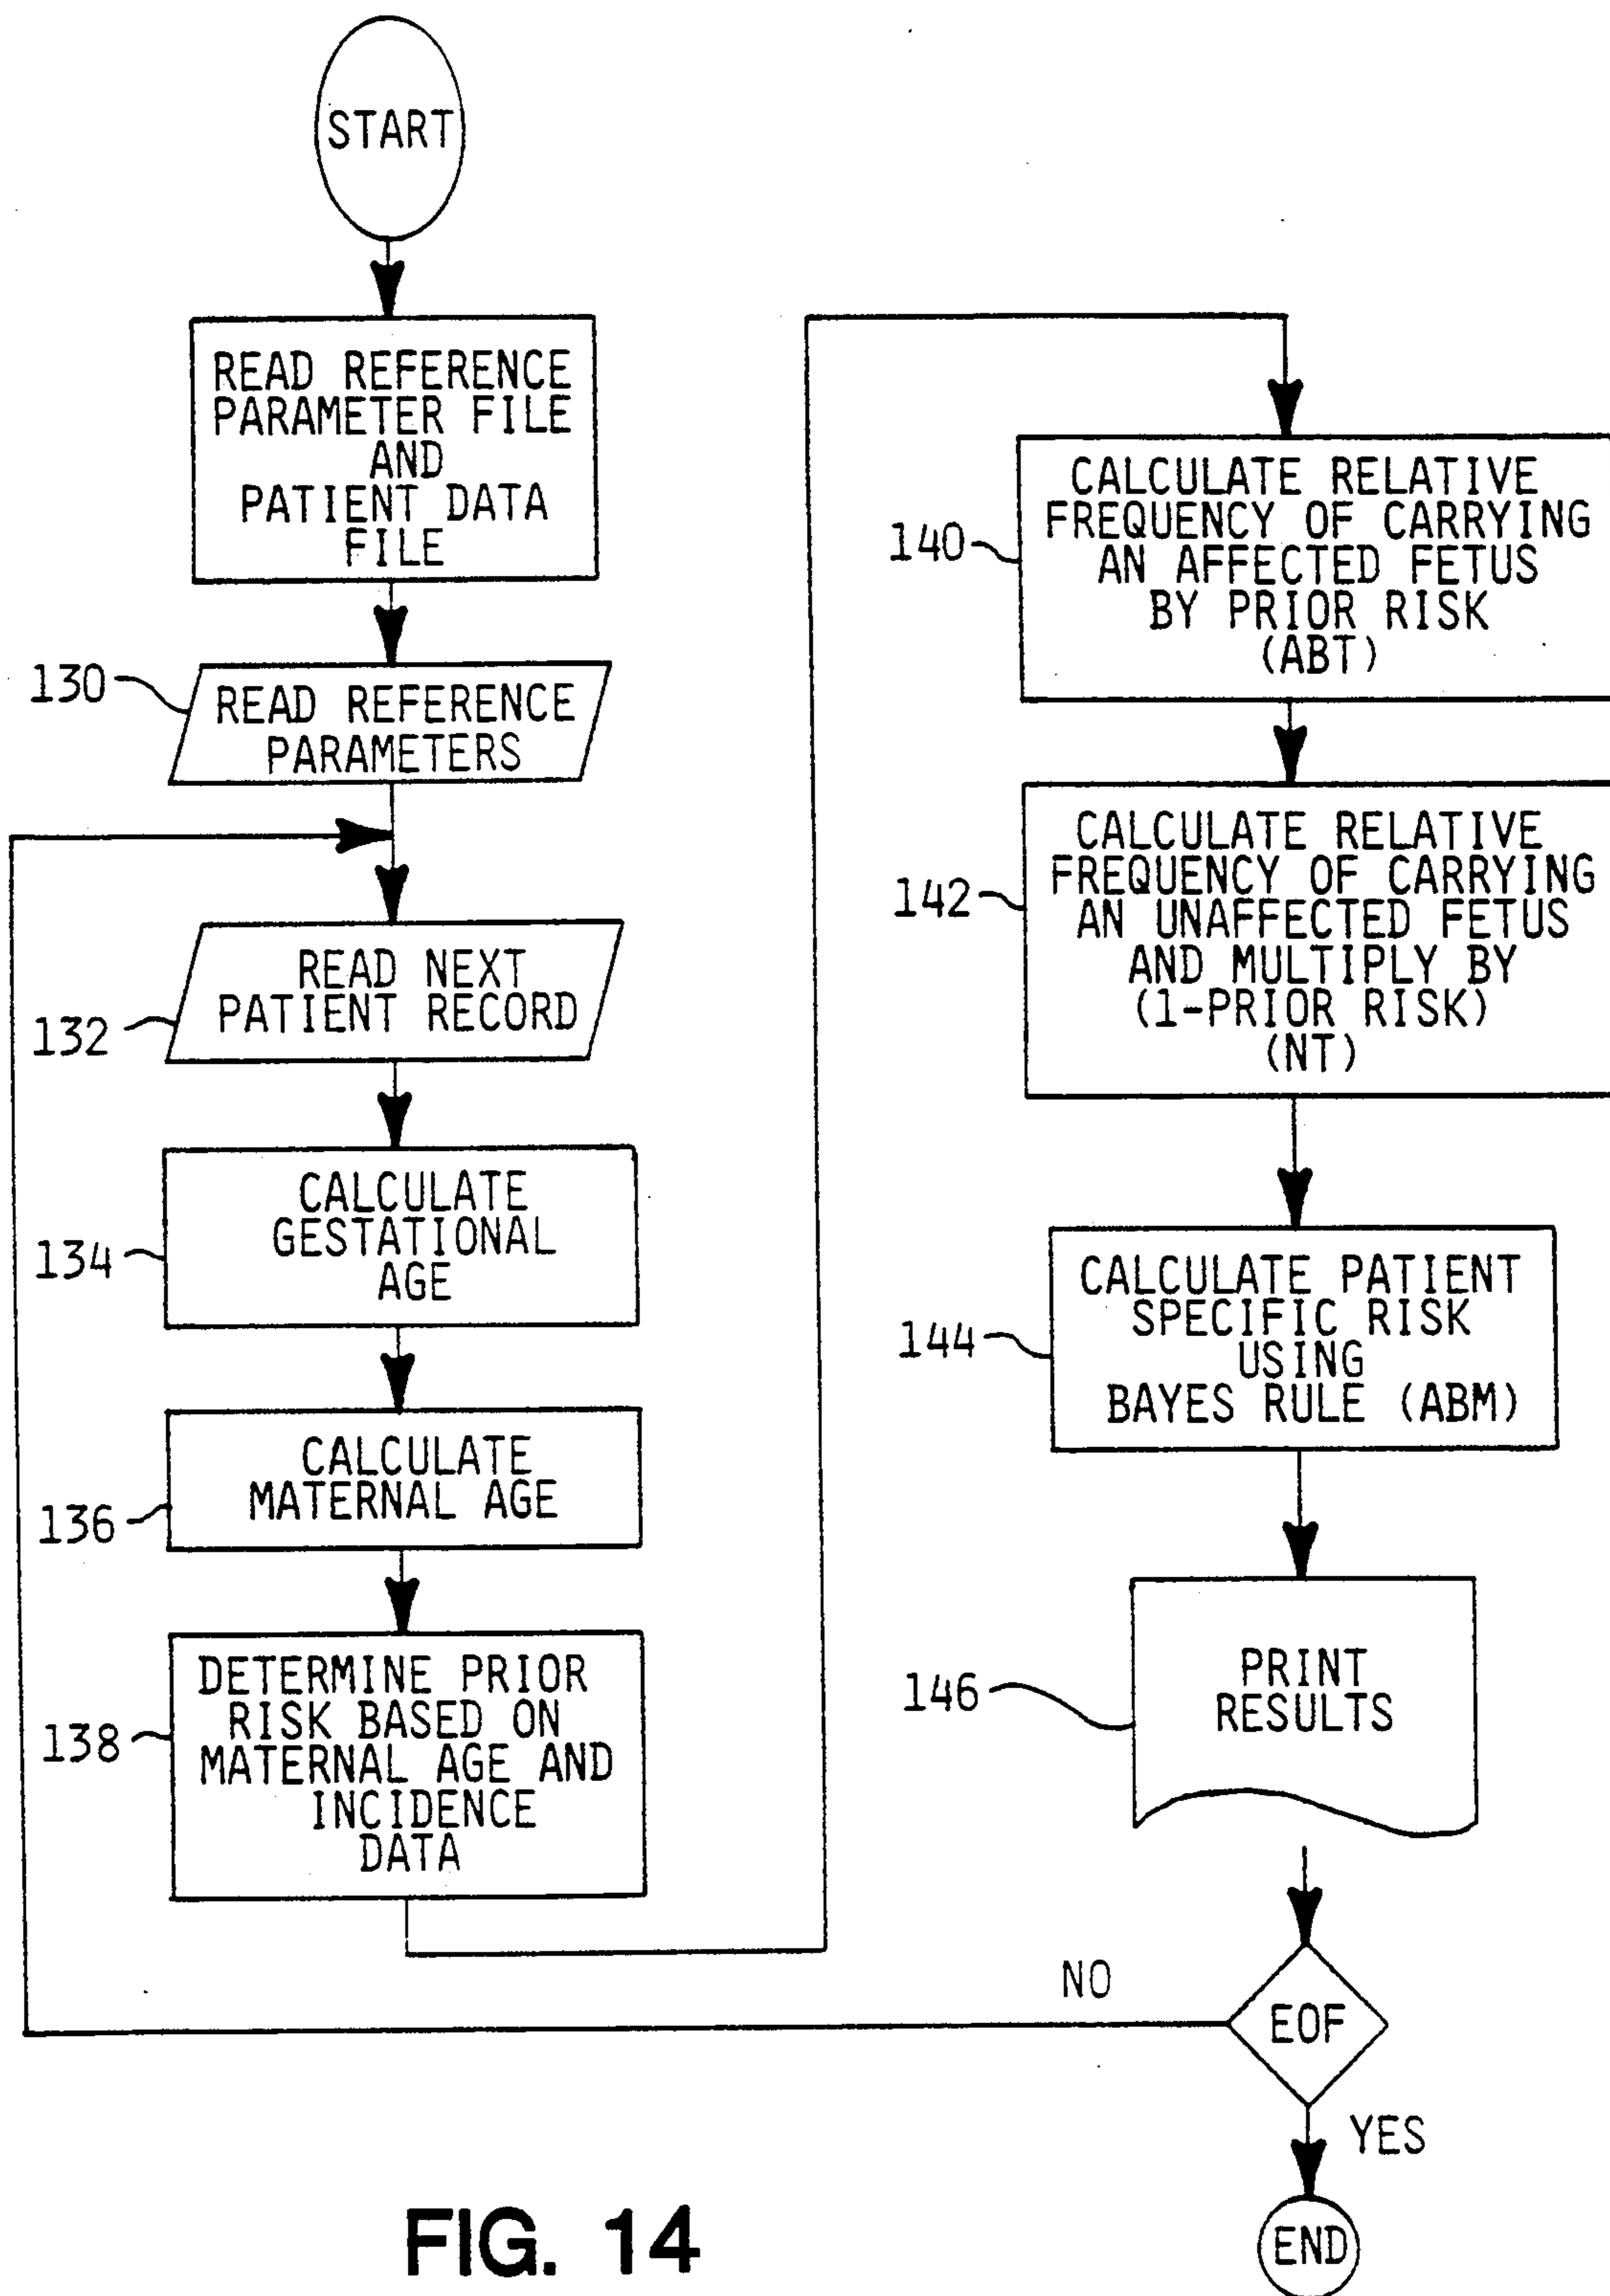 START
READ REFERENCE
PARAMETER FILE
AND
PATIENT DATA
FILE
130
READ REFERENCE
PARAMETERS
READ NEXT
PATIENT RECORD
132
CALCULATE
GESTATIONAL
AGE
134
CALCULATE
MATERNAL AGE
136
DETERMINE PRIOR
RISK BASED ON
MATERNAL AGE AND
INCIDENCE
DATA
138
CALCULATE RELATIVE
FREQUENCY OF CARRYING
AN AFFECTED FETUS
BY PRIOR RISK
(ABT)
140
CALCULATE RELATIVE
FREQUENCY OF CARRYING
AN UNAFFECTED FETUS
AND MULTIPLY BY
(1-PRIOR RISK)
(NT)
142
CALCULATE PATIENT
SPECIFIC RISK
USING
BAYES RULE (ABM)
144
PRINT
RESULTS
146
NO
EOF
YES
END
FIG. 14